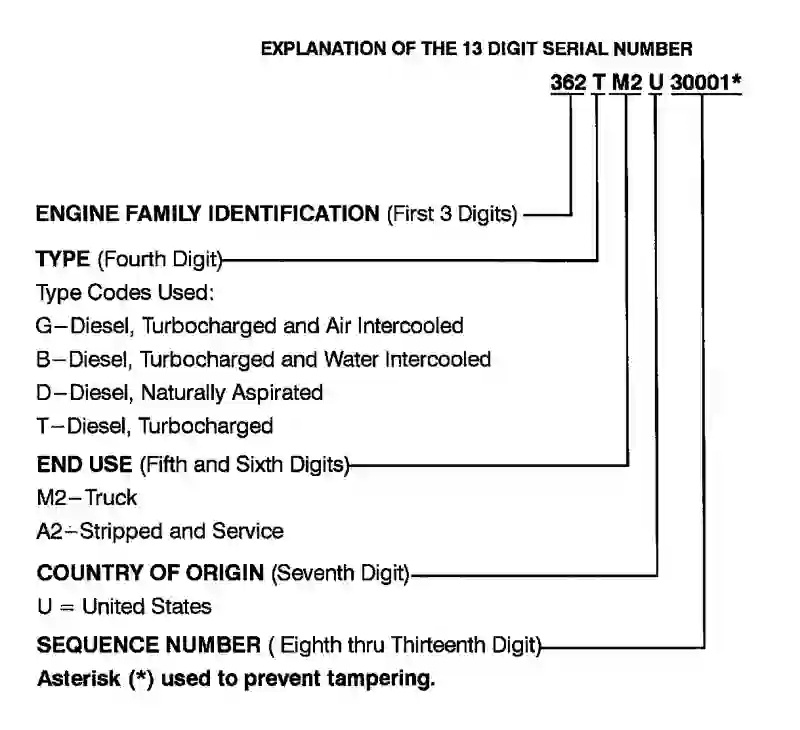 EXPLANATION OF THE 13 DIGIT SERIAL NUMBER
362 T M2 U 30001*
ENGINE FAMILY IDENTIFICATION (First 3 Digits)
TYPE (Fourth Digit)
Type Codes Used:
G–Diesel, Turbocharged and Air Intercooled
B–Diesel, Turbocharged and Water Intercooled
D–Diesel, Naturally Aspirated
T–Diesel, Turbocharged
END USE (Fifth and Sixth Digits)
M2–Truck
A2–Stripped and Service
COUNTRY OF ORIGIN (Seventh Digit)
U = United States
SEQUENCE NUMBER ( Eighth thru Thirteenth Digit)
Asterisk (*) used to prevent tampering.